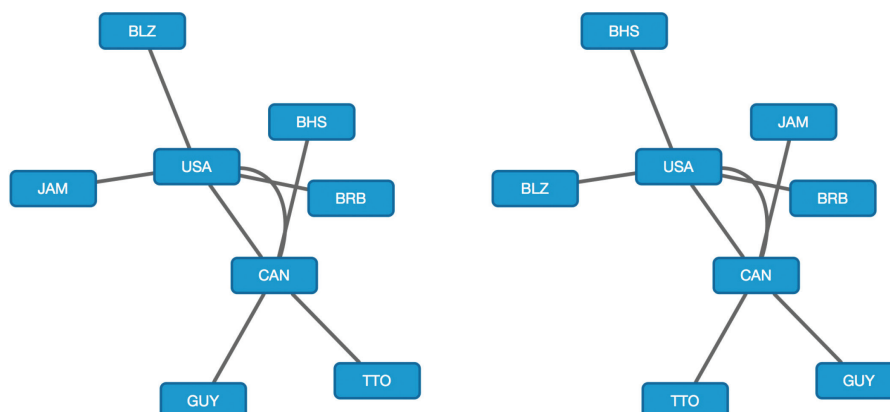 BLZ
BHS
USA
JAM
BRB
CAN
TTO
GUY
BHS
JAM
USA
BLZ
BRB
CAN
GUY
TTO